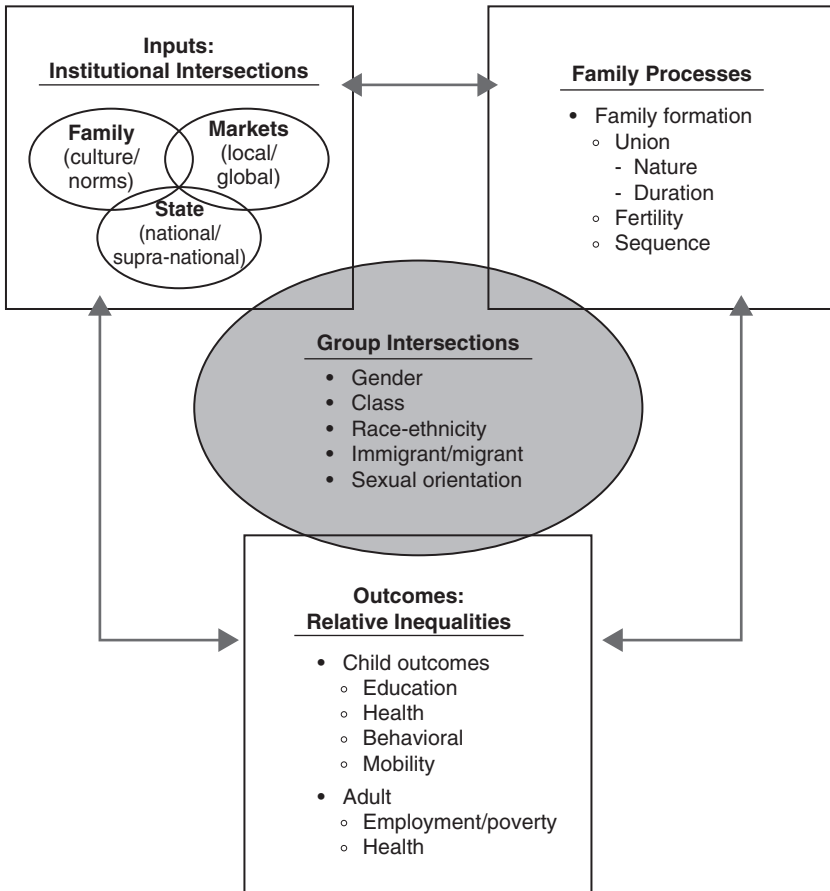 Inputs:
Institutional Intersections
Family
(culture/
norms)
Markets
(local/
global)
State
(national/
supra-national)
Family Processes
• Family formation
◦ Union
- Nature
- Duration
◦ Fertility
◦ Sequence
Group Intersections
• Gender
• Class
• Race-ethnicity
• Immigrant/migrant
• Sexual orientation
Outcomes:
Relative Inequalities
• Child outcomes
◦ Education
◦ Health
◦ Behavioral
◦ Mobility
• Adult
◦ Employment/poverty
◦ Health